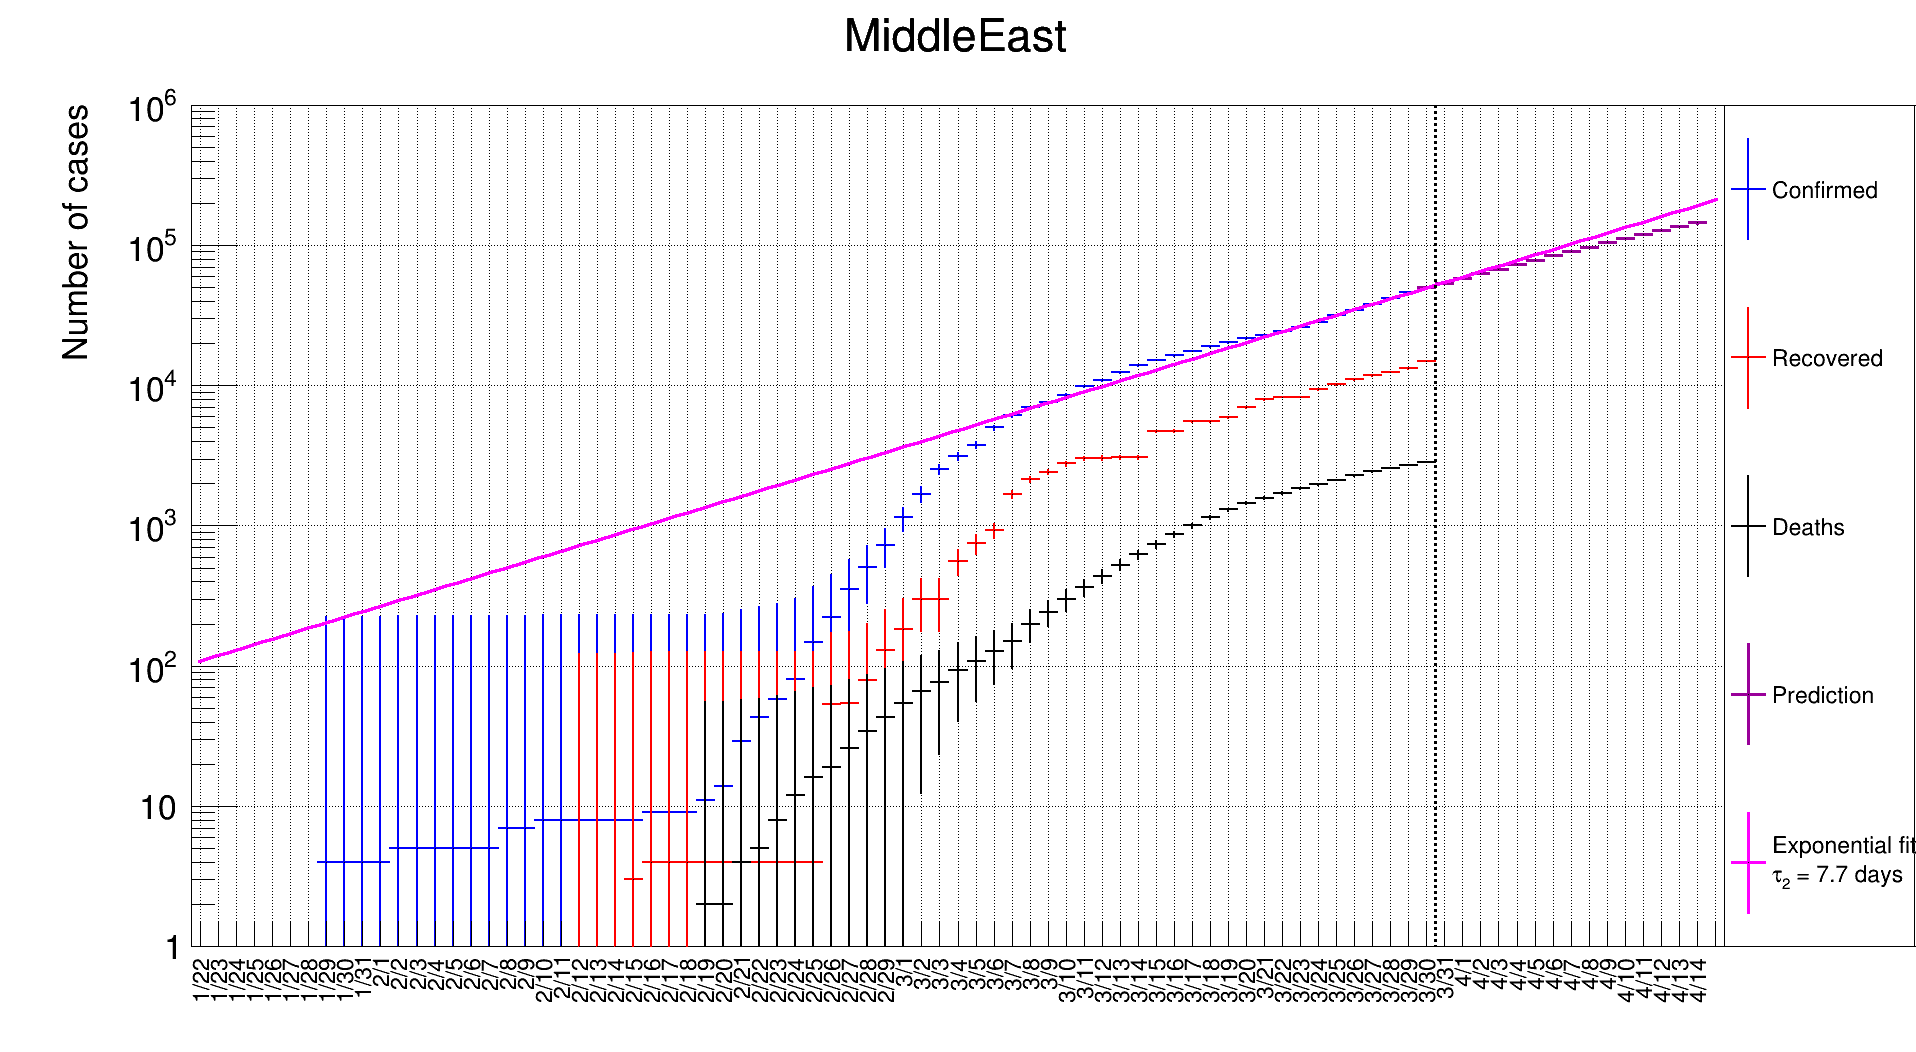 MiddleEast
Number of cases
10^6
10^5
10^4
10^3
10^2
10
1
1/22 1/23 1/24 1/25 1/26 1/27 1/28 1/29 1/30 1/31 2/1 2/2 2/3 2/4 2/5 2/6 2/7 2/8 2/9 2/10 2/11 2/12 2/13 2/14 2/15 2/16 2/17 2/18 2/19 2/20 2/21 2/22 2/23 2/24 2/25 2/26 2/27 2/28 2/29 3/1 3/2 3/3 3/4 3/5 3/6 3/7 3/8 3/9 3/10 3/11 3/12 3/13 3/14 3/15 3/16 3/17 3/18 3/19 3/20 3/21 3/22 3/23 3/24 3/25 3/26 3/27 3/28 3/29 3/30 3/31 4/1 4/2 4/3 4/4 4/5 4/6 4/7 4/8 4/9 4/10 4/11 4/12 4/13 4/14
Confirmed
Recovered
Deaths
Prediction
Exponential fit
τ2 = 7.7 days